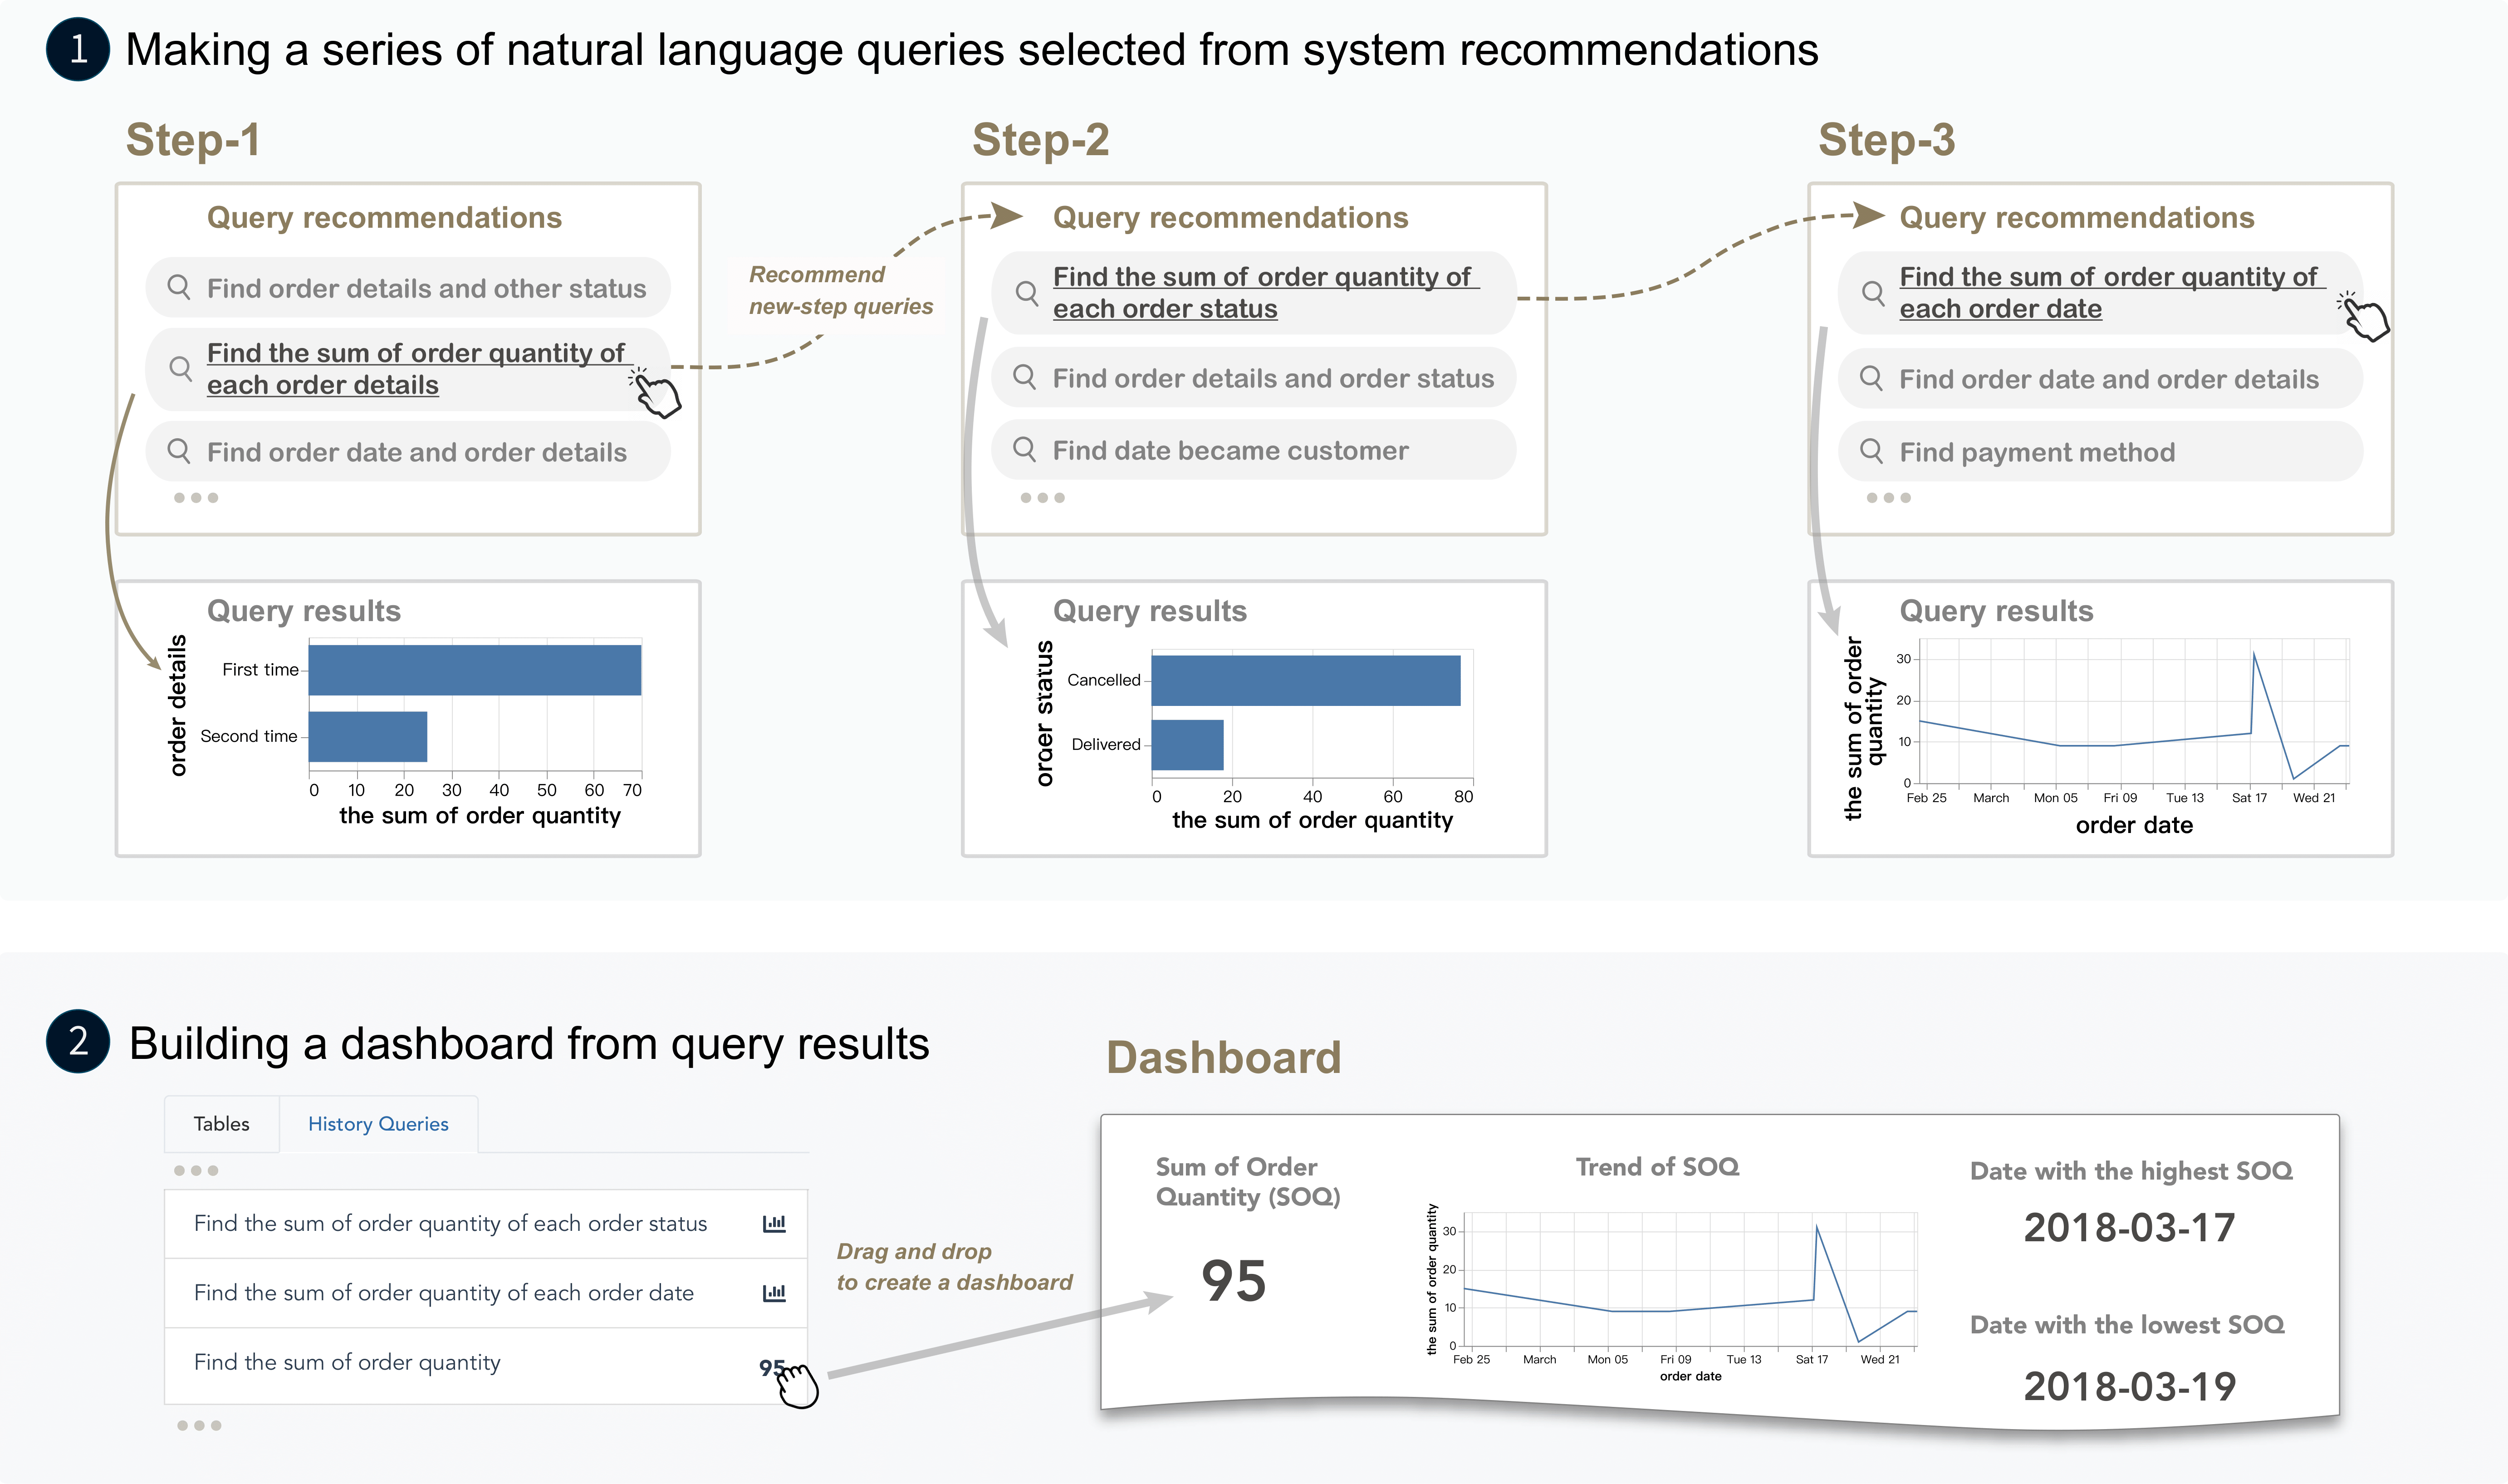 1 Making a series of natural language queries selected from system recommendations
Step-1
Query recommendations
Find order details and other status
Find the sum of order quantity of
each order details
Find order date and order details
Recommend
new-step queries
Query results
order details
First time
Second time
0 10 20 30 40 50 60 70
the sum of order quantity
Step-2
Query recommendations
Find the sum of order quantity of
each order status
Find order details and order status
Find date became customer
Query results
order status
Cancelled
Delivered
0 20 40 60 80
the sum of order quantity
Step-3
Query recommendations
Find the sum of order quantity of
each order date
Find order date and order details
Find payment method
Query results
the sum of order
quantity
30
20
10
0
Feb 25 March Mon 05 Fri 09 Tue 13 Sat 17 Wed 21
order date
2 Building a dashboard from query results
Tables History Queries
Find the sum of order quantity of each order status
Find the sum of order quantity of each order date
Find the sum of order quantity 95
Drag and drop
to create a dashboard
Dashboard
Sum of Order
Quantity (SOQ)
95
Trend of SOQ
the sum of order quantity
30
20
10
0
Feb 25 March Mon 05 Fri 09 Tue 13 Sat 17 Wed 21
order date
Date with the highest SOQ
2018-03-17
Date with the lowest SOQ
2018-03-19